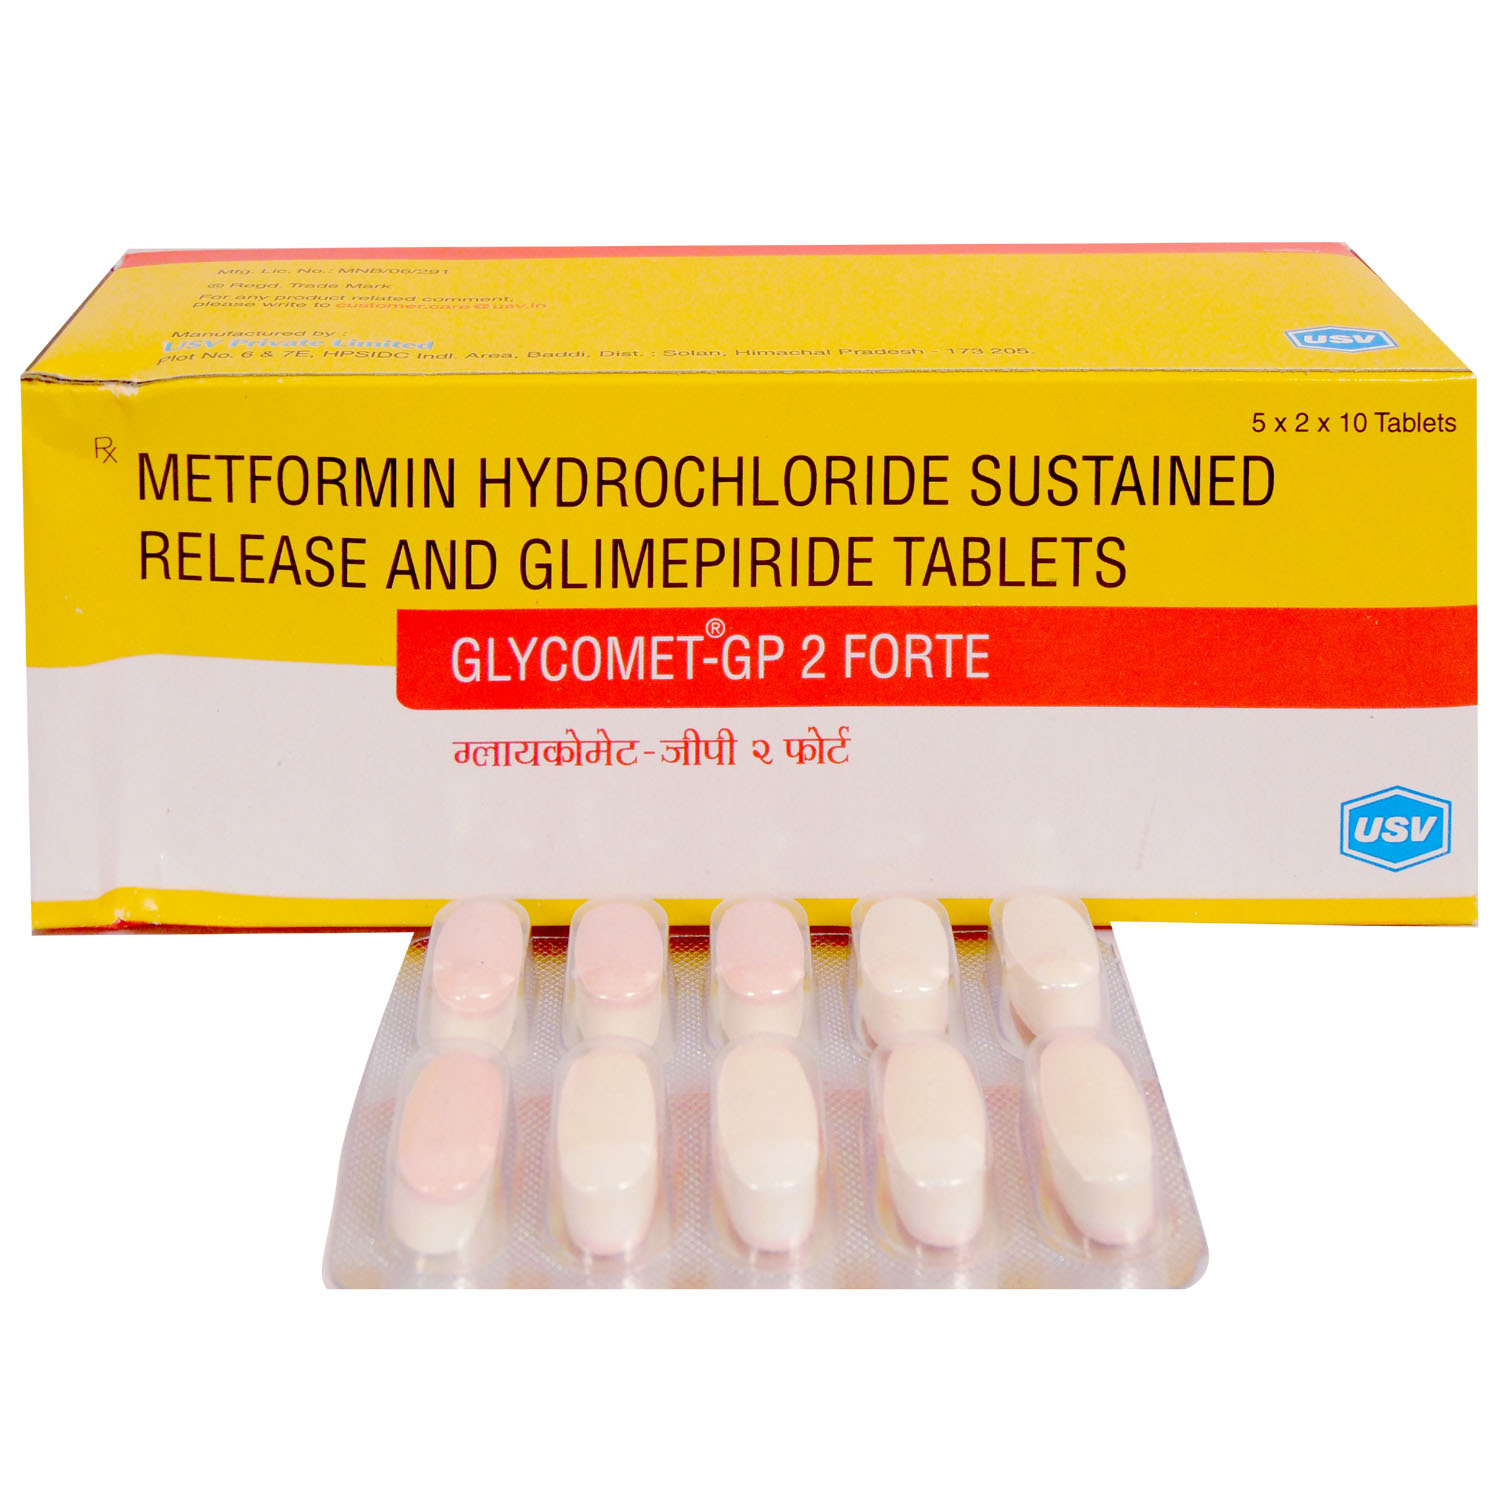 Mfg. Lic. No.: MNB/06/291
® Regd. Trade Mark
For any product related comment,
please write to customer.care@usv.in
Manufactured by :
USV Private Limited
Plot No. 6 & 7E, HPSIDC Indl. Area, Baddi, Dist. : Solan, Himachal Pradesh - 173 205.
USV
5 x 2 x 10 Tablets
Rx METFORMIN HYDROCHLORIDE SUSTAINED
RELEASE AND GLIMEPIRIDE TABLETS
GLYCOMET®-GP 2 FORTE
ग्लायकोमेट-जीपी २ फोर्ट
USV